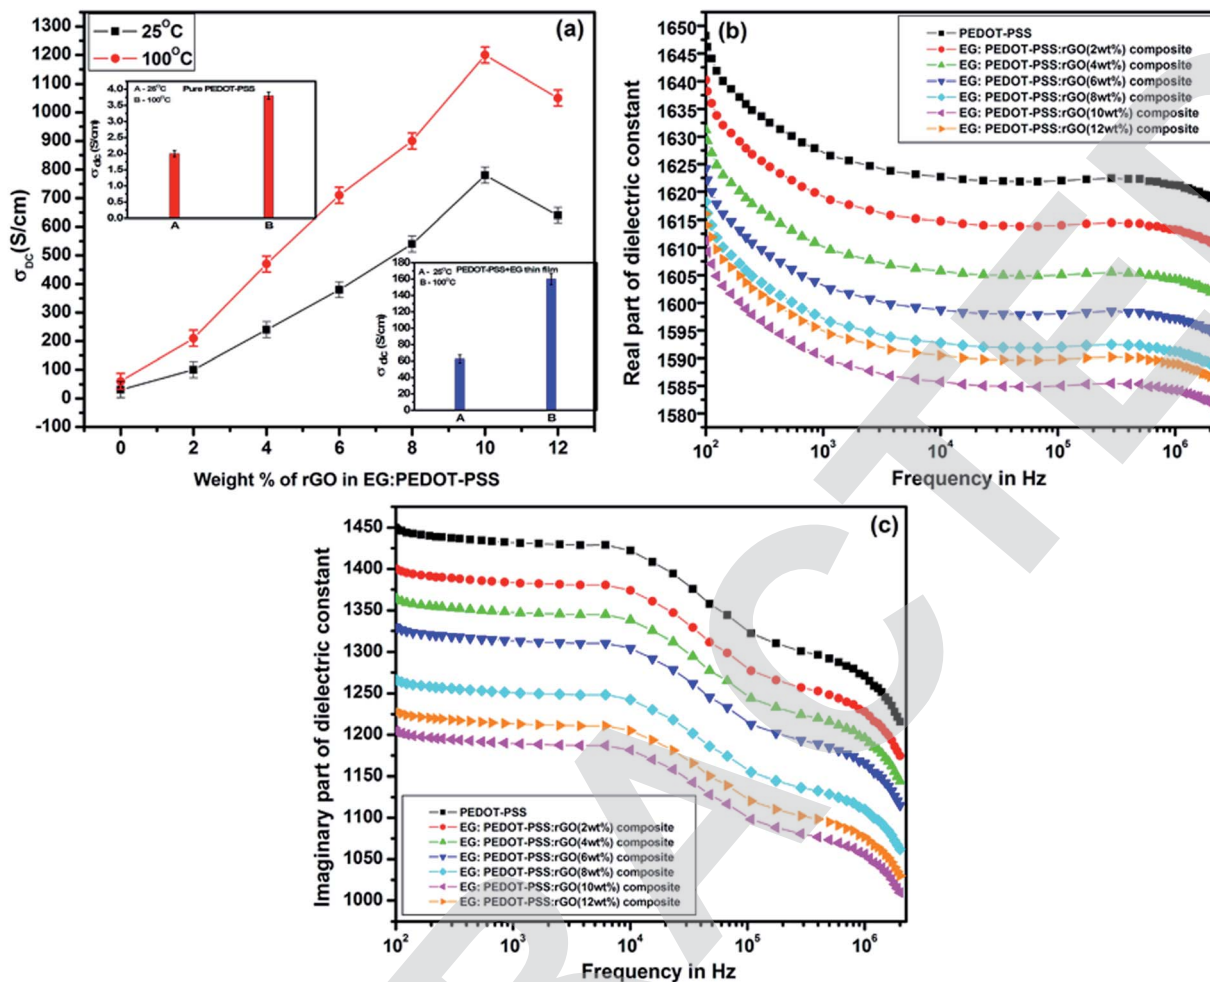 (a)
25°C
100°C
A - 25°C Pure PEDOT-PSS
B - 100°C
σ dc (S/cm)
4.0
3.5
3.0
2.5
2.0
1.5
1.0
0.5
0.0
A B
A - 25°C PEDOT-PSS+EG thin film
B - 100°C
σ dc (S/cm)
180
160
140
120
100
80
60
40
20
0
A B
σDC(S/cm)
1300
1200
1100
1000
900
800
700
600
500
400
300
200
100
0
-100
0 2 4 6 8 10 12
Weight % of rGO in EG:PEDOT-PSS
(b)
PEDOT-PSS
EG: PEDOT-PSS:rGO(2wt%) composite
EG: PEDOT-PSS:rGO(4wt%) composite
EG: PEDOT-PSS:rGO(6wt%) composite
EG: PEDOT-PSS:rGO(8wt%) composite
EG: PEDOT-PSS:rGO(10wt%) composite
EG: PEDOT-PSS:rGO(12wt%) composite
Real part of dielectric constant
1650
1645
1640
1635
1630
1625
1620
1615
1610
1605
1600
1595
1590
1585
1580
10² 10³ 10⁴ 10⁵ 10⁶
Frequency in Hz
(c)
Imaginary part of dielectric constant
1450
1400
1350
1300
1250
1200
1150
1100
1050
1000
PEDOT-PSS
EG: PEDOT-PSS:rGO(2wt%) composite
EG: PEDOT-PSS:rGO(4wt%) composite
EG: PEDOT-PSS:rGO(6wt%) composite
EG: PEDOT-PSS:rGO(8wt%) composite
EG: PEDOT-PSS:rGO(10wt%) composite
EG: PEDOT-PSS:rGO(12wt%) composite
10² 10³ 10⁴ 10⁵ 10⁶
Frequency in Hz
RACTED